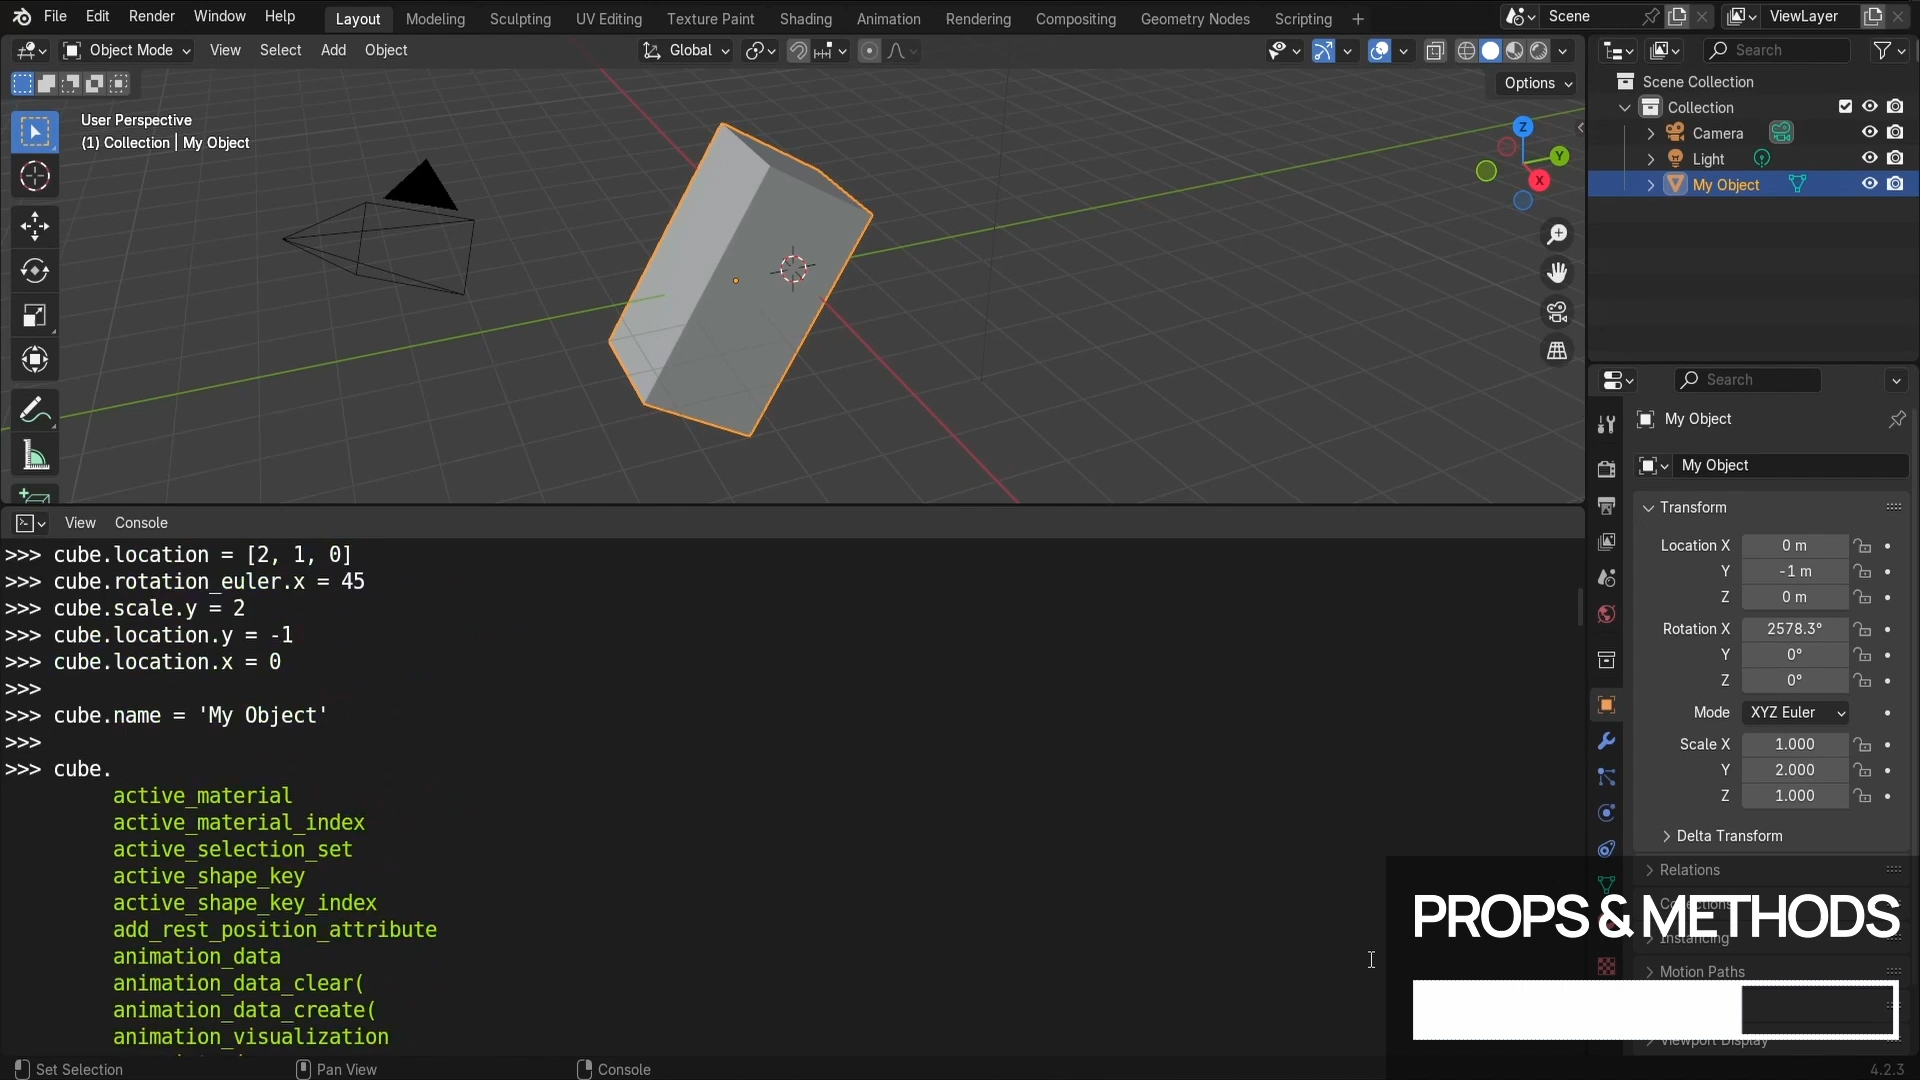 File Edit Render Window Help Layout Modeling Sculpting UV Editing Texture Paint Shading Animation Rendering Compositing Geometry Nodes Scripting + Scene ViewLayer
Object Mode View Select Add Object Global Search
Options
User Perspective
(1) Collection | My Object
Z
Y
X
Scene Collection
Collection
Camera
Light
My Object
Search
My Object
My Object
Transform
Location X 0 m
Y -1 m
Z 0 m
Rotation X 2578.3°
Y 0°
Z 0°
Mode XYZ Euler
Scale X 1.000
Y 2.000
Z 1.000
Delta Transform
Relations
Collections
Instancing
Motion Paths
Viewport Display
View Console
>>> cube.location = [2, 1, 0]
>>> cube.rotation_euler.x = 45
>>> cube.scale.y = 2
>>> cube.location.y = -1
>>> cube.location.x = 0
>>>
>>> cube.name = 'My Object'
>>>
>>> cube.
active_material
active_material_index
active_selection_set
active_shape_key
active_shape_key_index
add_rest_position_attribute
animation_data
animation_data_clear(
animation_data_create(
animation_visualization
PROPS & METHODS
Set Selection Pan View Console 4.2.3